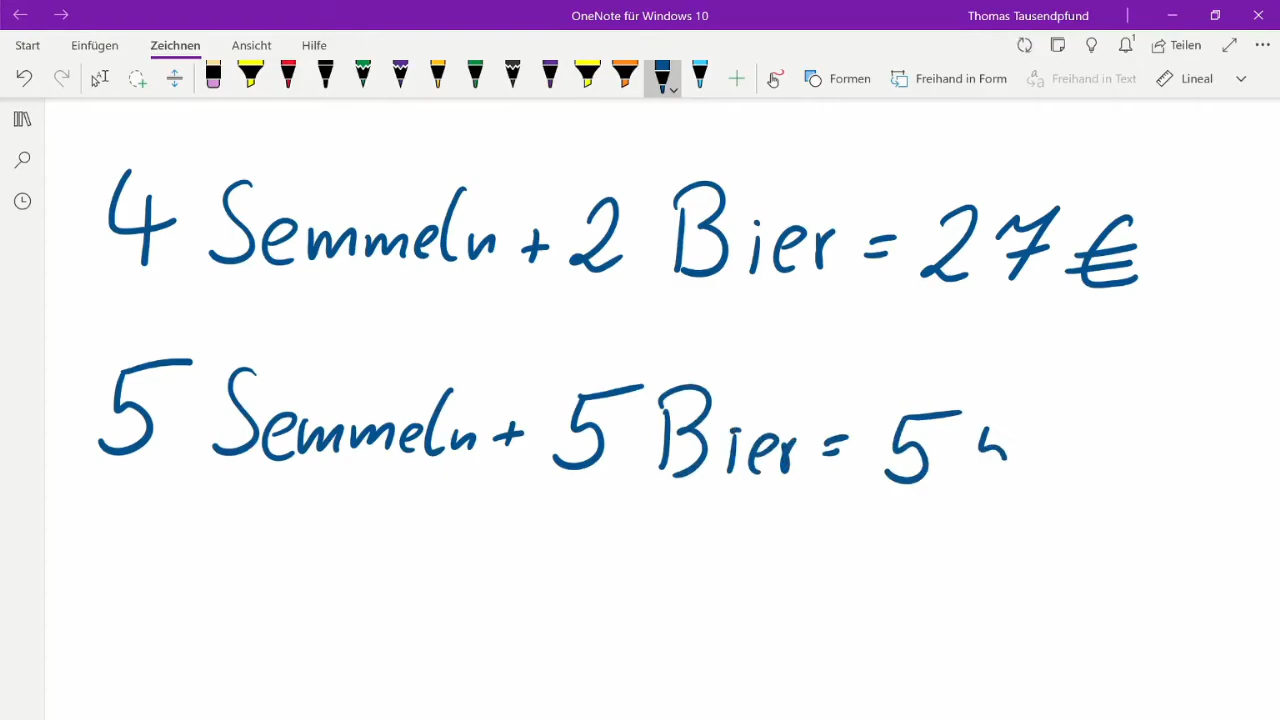 OneNote für Windows 10
Thomas Tausendpfund
Start Einfügen Zeichnen Ansicht Hilfe
Teilen
Formen Freihand in Form Freihand in Text Lineal
4 Semmeln + 2 Bier = 27 €
5 Semmeln + 5 Bier = 5